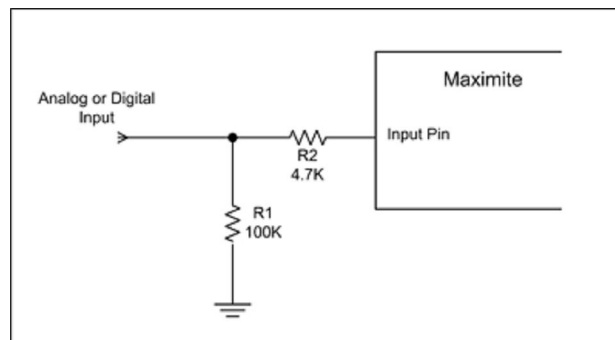 Maximite
Analog or Digital
Input
Input Pin
R2
4.7K
R1
100K